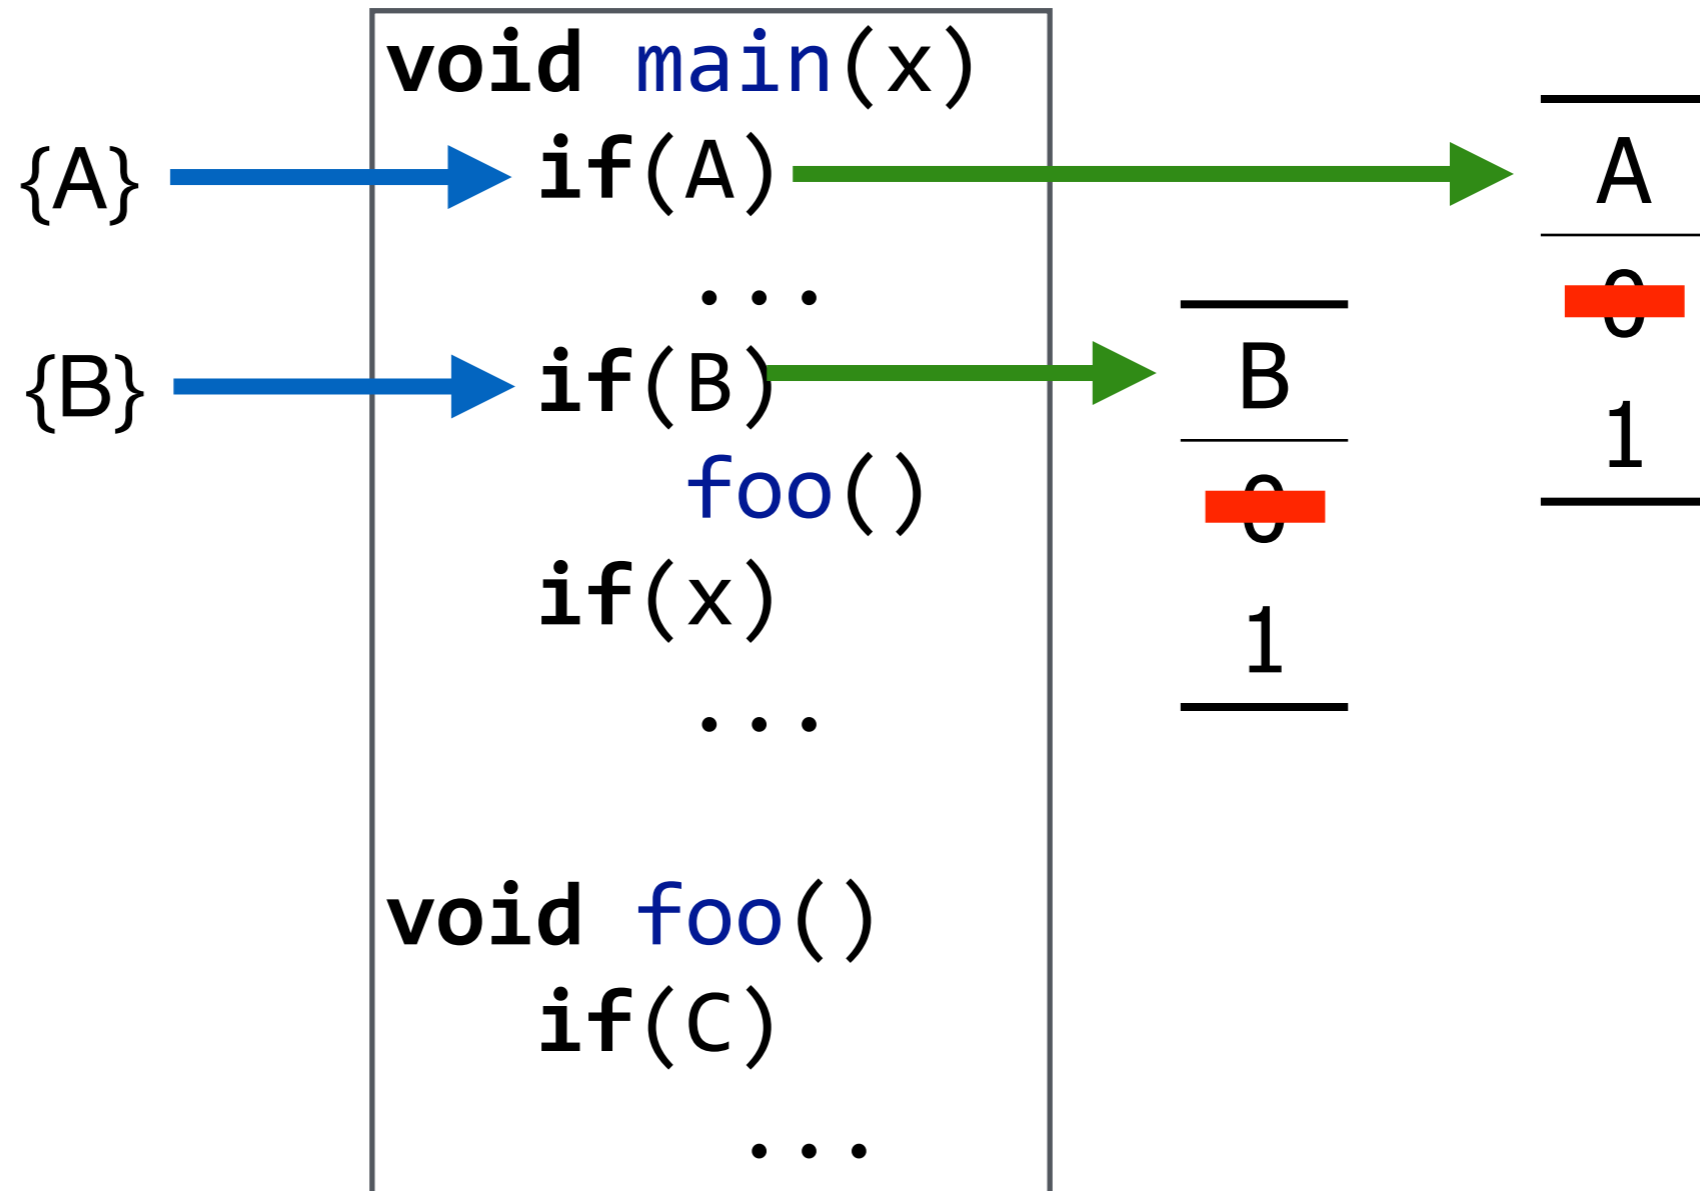 void main(x)
{A} if(A) A
...
0
{B} if(B) B
1
foo()
0
if(x)
1
...
void foo()
if(C)
...